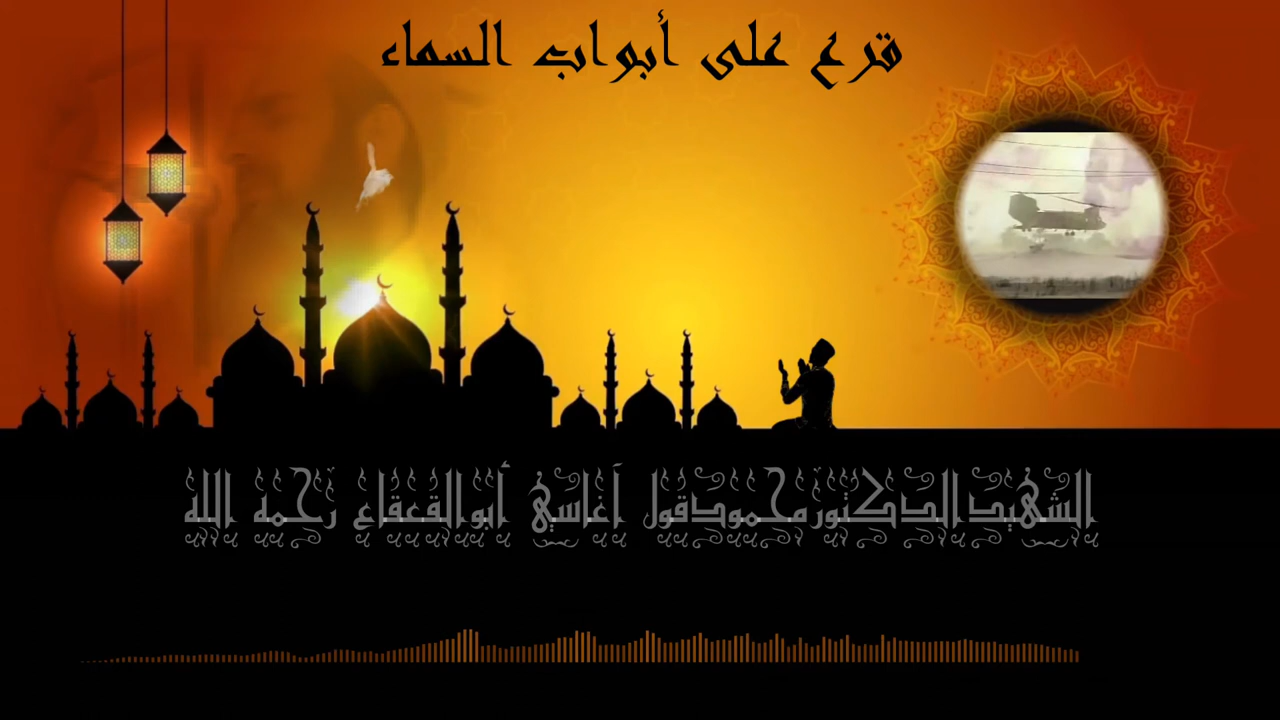 قرع على أبواب السماء
الشهيد الدكتور محمود قول آغاسي أبو القعقاع رحمه الله